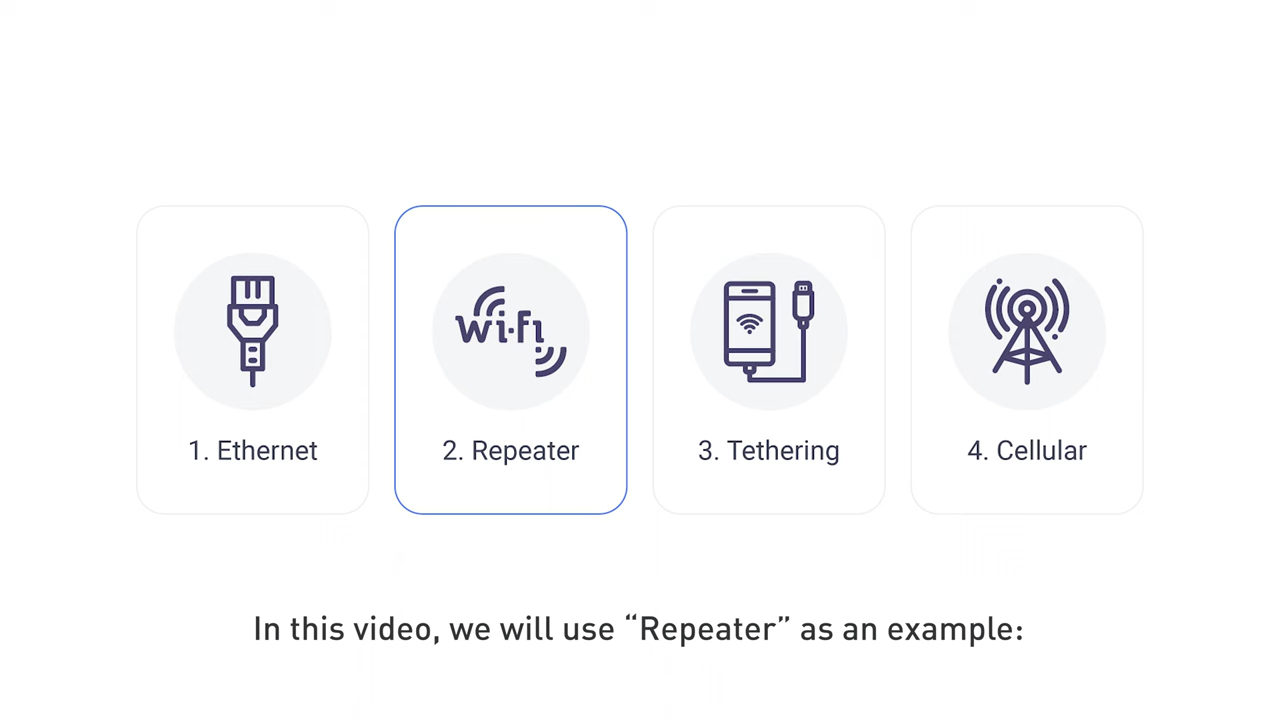 wi-fi
1. Ethernet
2. Repeater
3. Tethering
4. Cellular
In this video, we will use “Repeater” as an example: